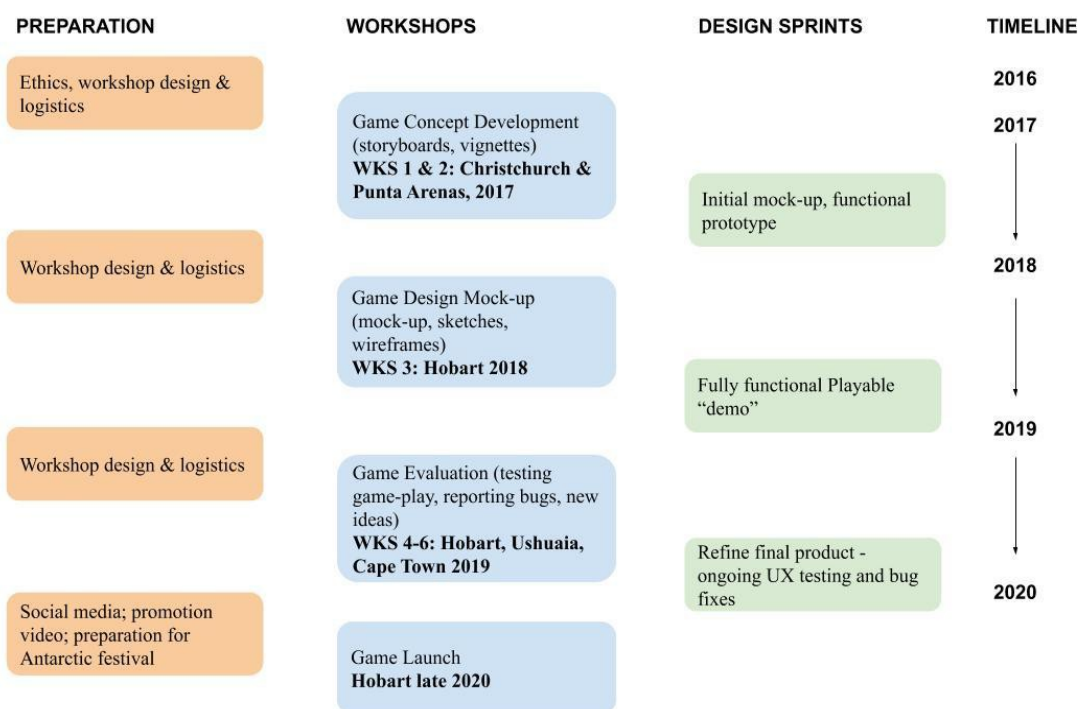 PREPARATION
WORKSHOPS
DESIGN SPRINTS
TIMELINE
Ethics, workshop design &
logistics
2016
Game Concept Development
(storyboards, vignettes)
WKS 1 & 2: Christchurch &
Punta Arenas, 2017
2017
Initial mock-up, functional
prototype
Workshop design & logistics
2018
Game Design Mock-up
(mock-up, sketches,
wireframes)
WKS 3: Hobart 2018
Fully functional Playable
“demo”
2019
Workshop design & logistics
Game Evaluation (testing
game-play, reporting bugs, new
ideas)
WKS 4-6: Hobart, Ushuaia,
Cape Town 2019
Refine final product -
ongoing UX testing and bug
fixes
2020
Social media; promotion
video; preparation for
Antarctic festival
Game Launch
Hobart late 2020